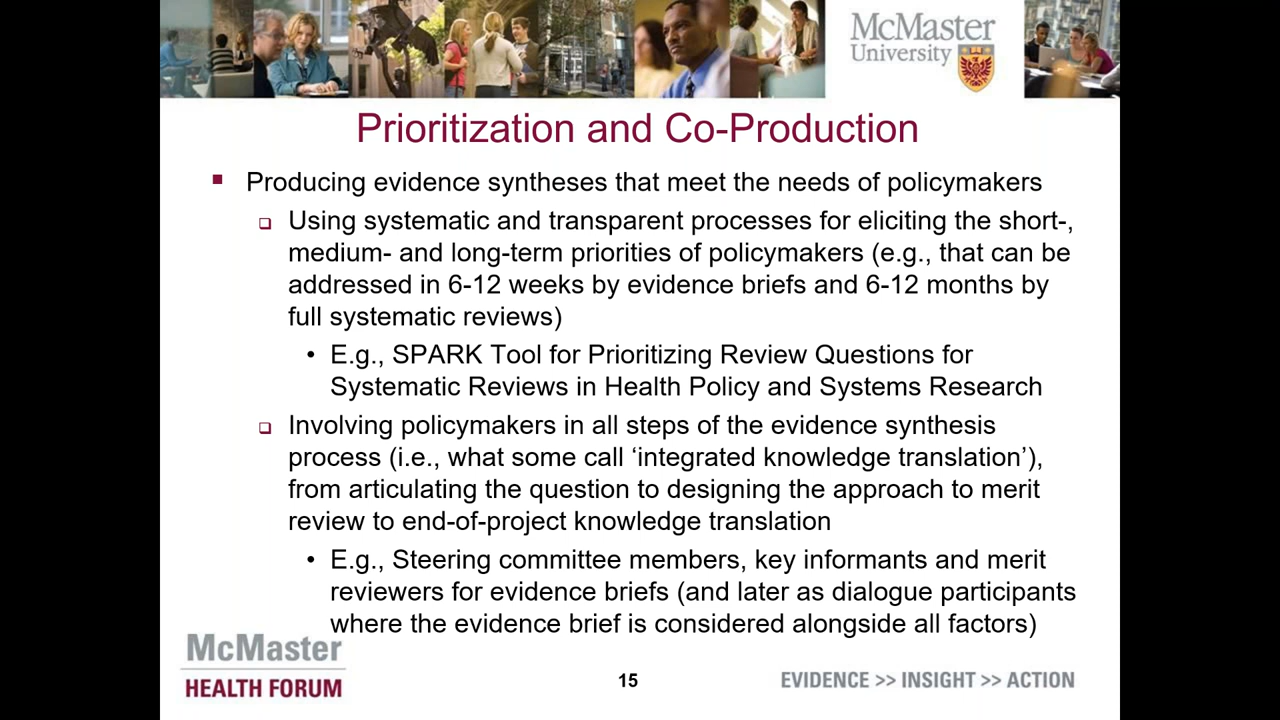 McMaster
University
Prioritization and Co-Production
Producing evidence syntheses that meet the needs of policymakers
Using systematic and transparent processes for eliciting the short-,
medium- and long-term priorities of policymakers (e.g., that can be
addressed in 6-12 weeks by evidence briefs and 6-12 months by
full systematic reviews)
• E.g., SPARK Tool for Prioritizing Review Questions for
Systematic Reviews in Health Policy and Systems Research
Involving policymakers in all steps of the evidence synthesis
process (i.e., what some call ‘integrated knowledge translation’),
from articulating the question to designing the approach to merit
review to end-of-project knowledge translation
• E.g., Steering committee members, key informants and merit
reviewers for evidence briefs (and later as dialogue participants
where the evidence brief is considered alongside all factors)
McMaster
HEALTH FORUM
15
EVIDENCE >> INSIGHT >> ACTION